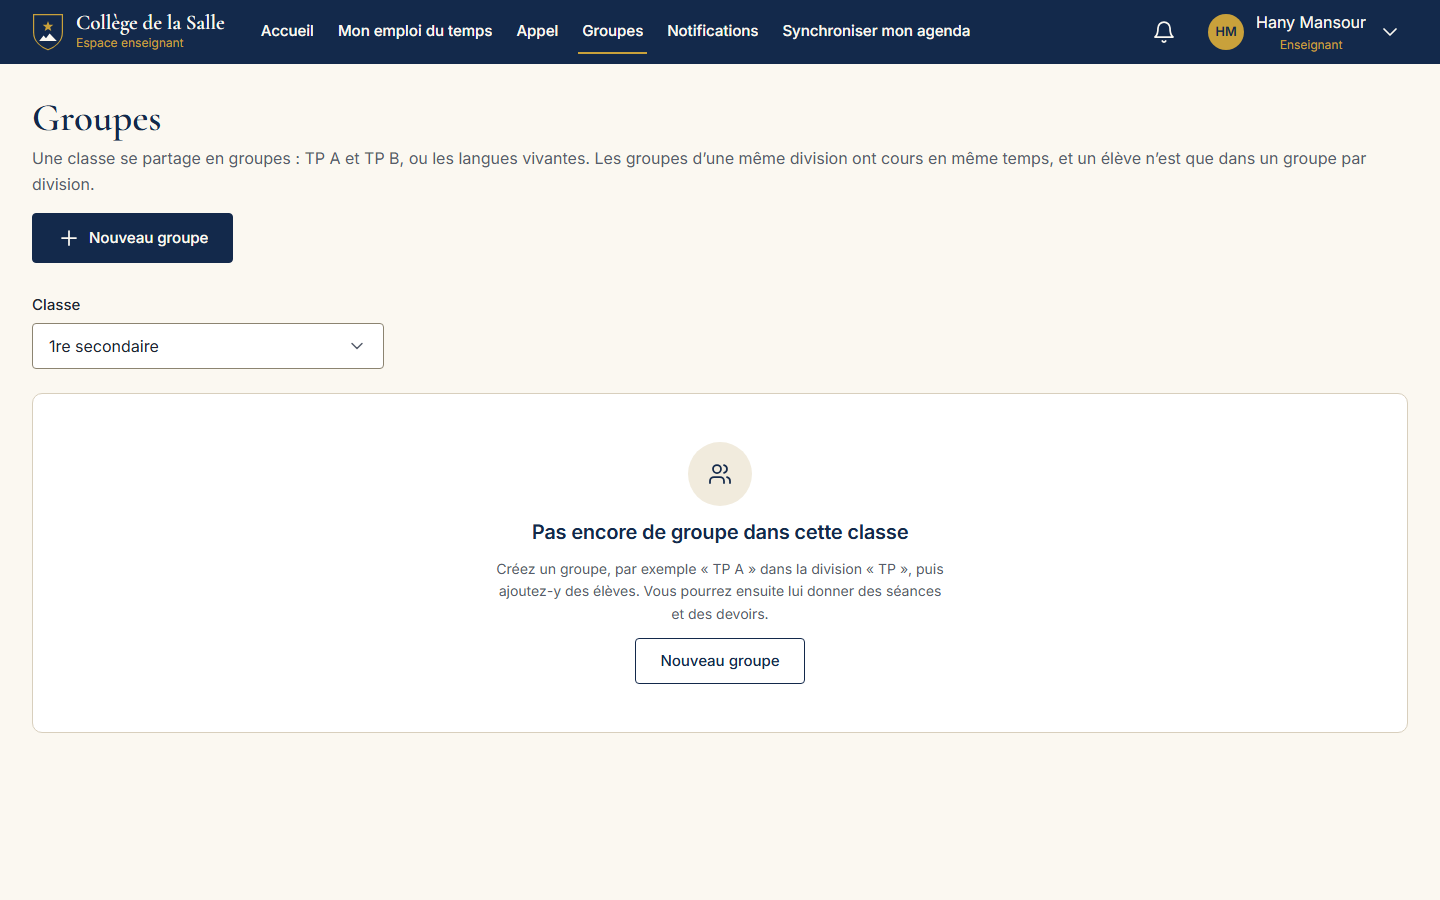 Collège de la Salle
Espace enseignant
Accueil
Mon emploi du temps
Appel
Groupes
Notifications
Synchroniser mon agenda
HM
Hany Mansour
Enseignant
Groupes
Une classe se partage en groupes : TP A et TP B, ou les langues vivantes. Les groupes d’une même division ont cours en même temps, et un élève n’est que dans un groupe par
division.
Nouveau groupe
Classe
1re secondaire
Pas encore de groupe dans cette classe
Créez un groupe, par exemple « TP A » dans la division « TP », puis
ajoutez-y des élèves. Vous pourrez ensuite lui donner des séances
et des devoirs.
Nouveau groupe